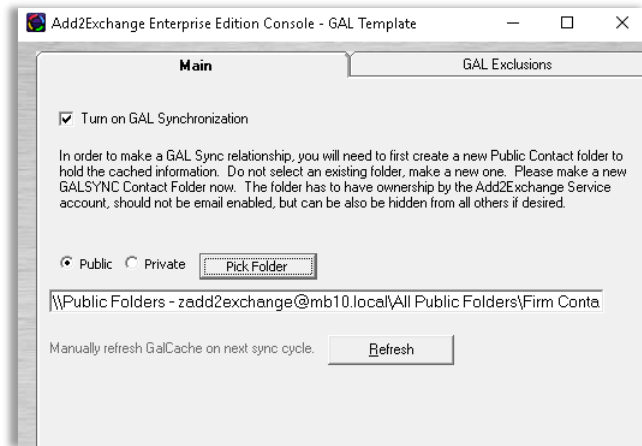 Add2Exchange Enterprise Edition Console - GAL Template
Main
GAL Exclusions
Turn on GAL Synchronization
In order to make a GAL Sync relationship, you will need to first create a new Public Contact folder to
hold the cached information. Do not select an existing folder, make a new one. Please make a new
GALSYNC Contact Folder now. The folder has to have ownership by the Add2Exchange Service
account, should not be email enabled, but can be also be hidden from all others if desired.
Public Private Pick Folder
\\Public Folders - zadd2exchange@mb10.local\All Public Folders\Firm Conta
Manually refresh GalCache on next sync cycle. Refresh